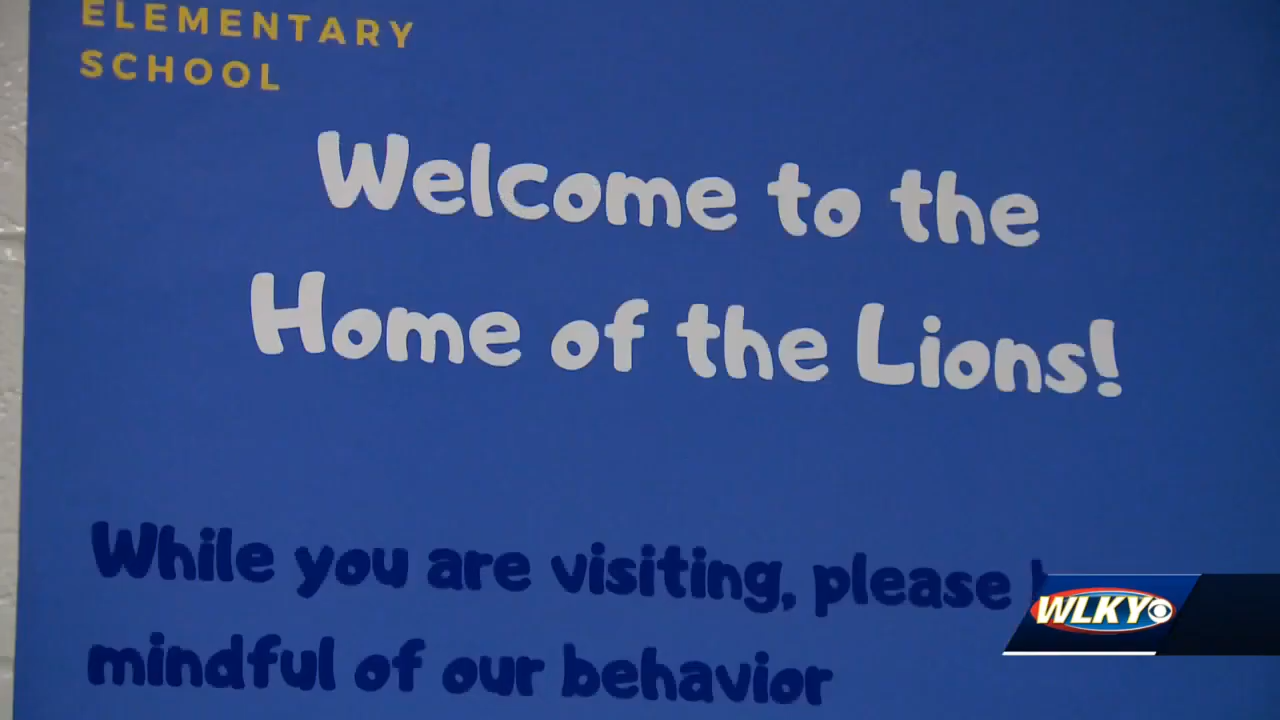 ELEMENTARY
SCHOOL
Welcome to the
Home of the Lions!
While you are visiting, please
mindful of our behavior
WLKY